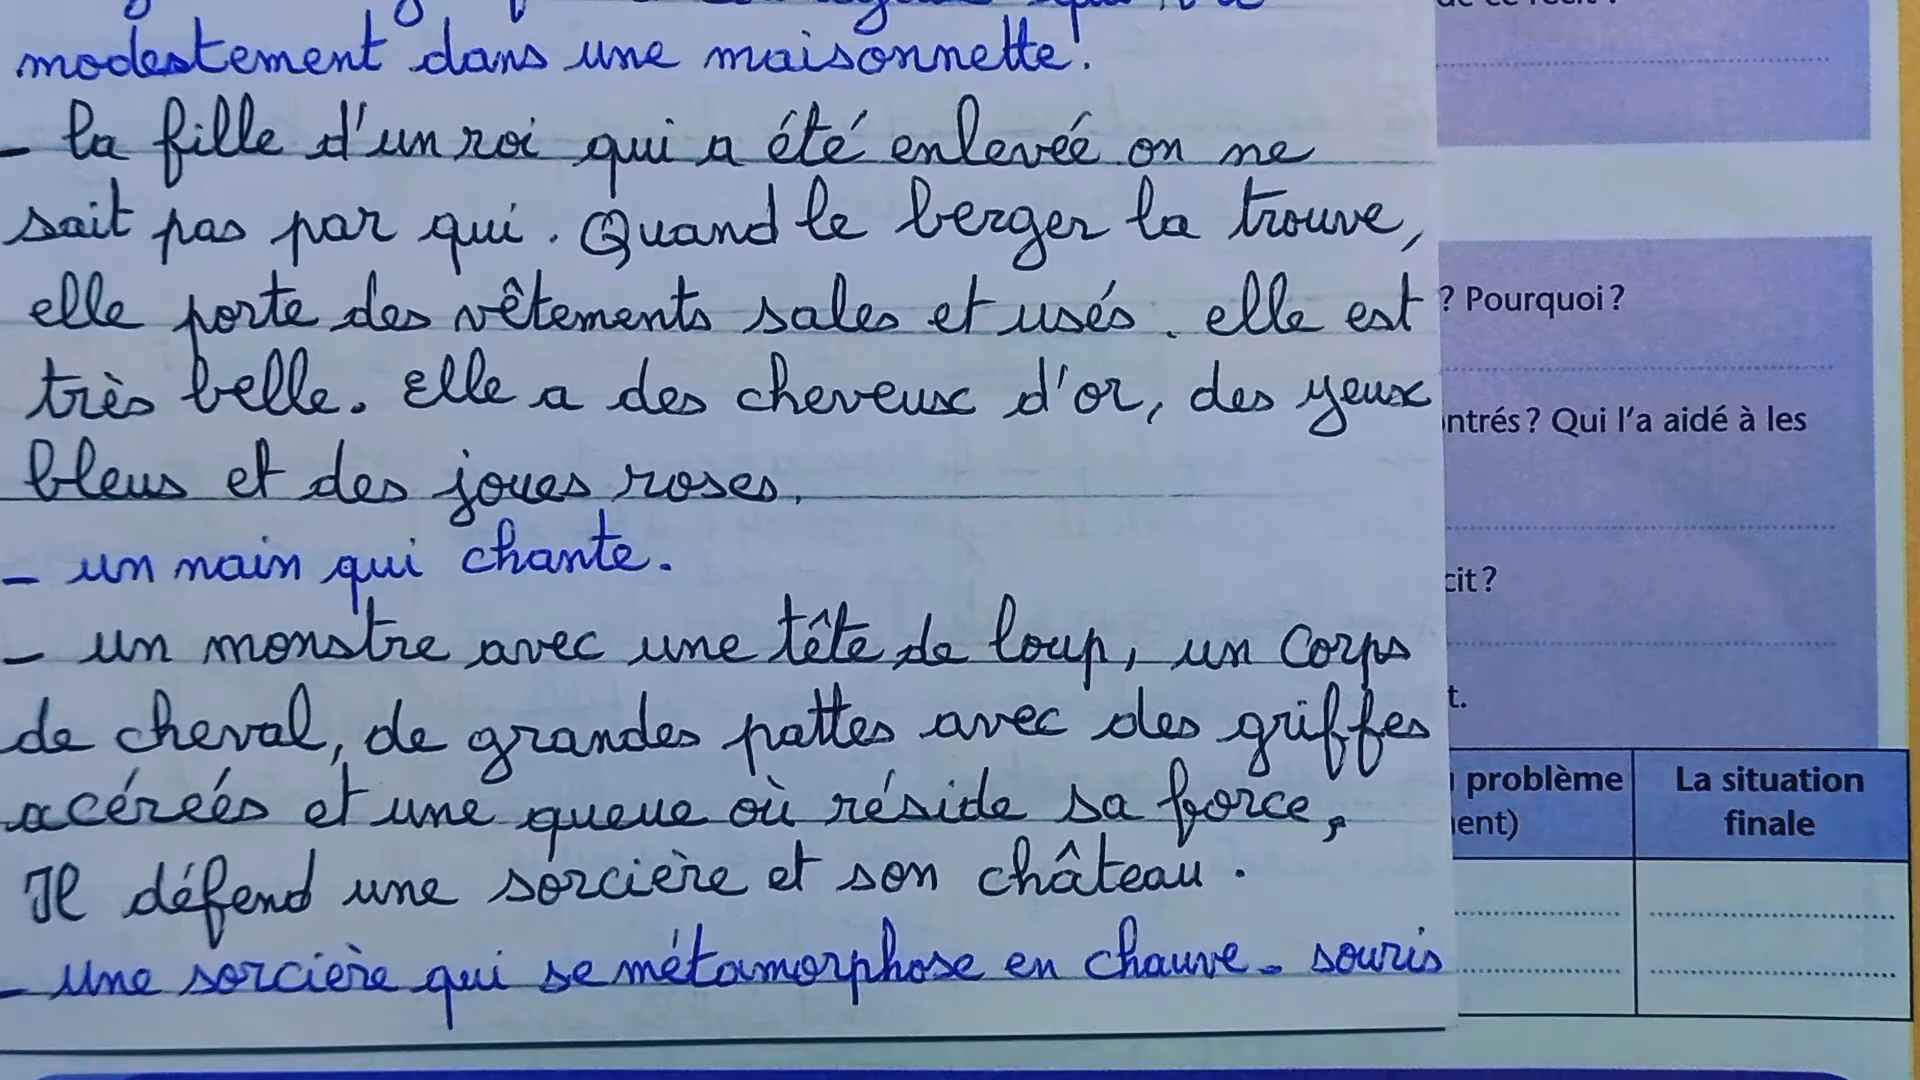 modestement dans une maisonnette.
- la fille d'un roi qui a été enlevée on ne
sait pas par qui. Quand le berger la trouve,
elle porte des vêtements sales et usés. elle est
très belle. Elle a des cheveux d'or, des yeux
bleus et des joues roses.
- un nain qui chante.
- un monstre avec une tête de loup, un corps
de cheval, de grandes pattes avec des griffes
acérées et une queue où réside sa force,
Il défend une sorcière et son château.
- une sorcière qui se métamorphose en chauve-souris
? Pourquoi ?
ntrés ? Qui l'a aidé à les
cit ?
t.
problème
ent)
La situation
finale